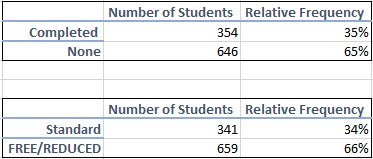 Number of Students Relative Frequency
Completed 354 35%
None 646 65%
Number of Students Relative Frequency
Standard 341 34%
FREE/REDUCED 659 66%